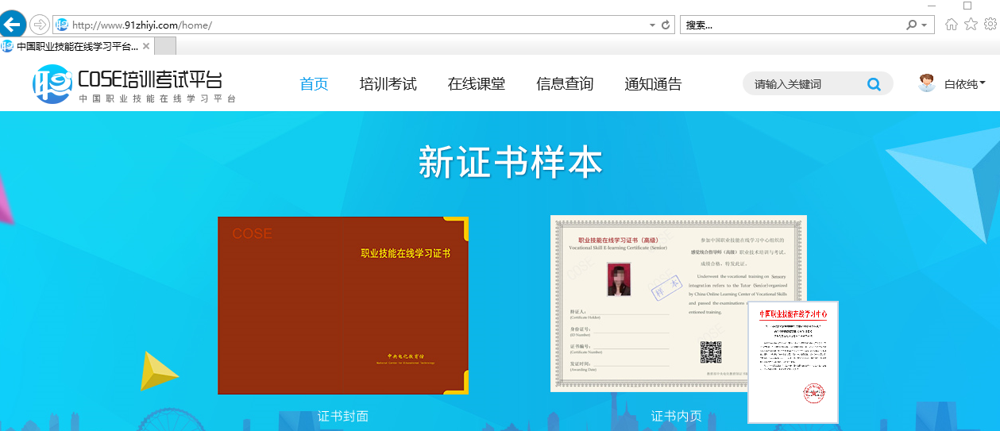 http://www.91zhiyi.com/home/
搜索...
中国职业技能在线学习平台...
COSE培训考试平台
中国职业技能在线学习平台
首页
培训考试
在线课堂
信息查询
通知通告
请输入关键词
白依纯
新证书样本
COSE
职业技能在线学习证书
中央电化教育馆
National Center for Educational Technology
证书封面
职业技能在线学习证书（高级）
Vocational Skill E-learning Certificate (Senior)
样 本
持证人：
(Certificate Holder)
身份证号：
(ID Number)
证书编号：
(Certificate Number)
发证时间：
(Awarding Date)
参加中国职业技能在线学习中心组织的
感觉统合指导师（高级）职业技术培训与考试，
成绩合格，特发此证。
Underwent the vocational training on Sensory
integration refers to the Tutor (Senior)organized
by China Online Learning Center of Vocational Skills
and passed the examinations
entioned training.
中国职业技能在线学习中心
证书内页